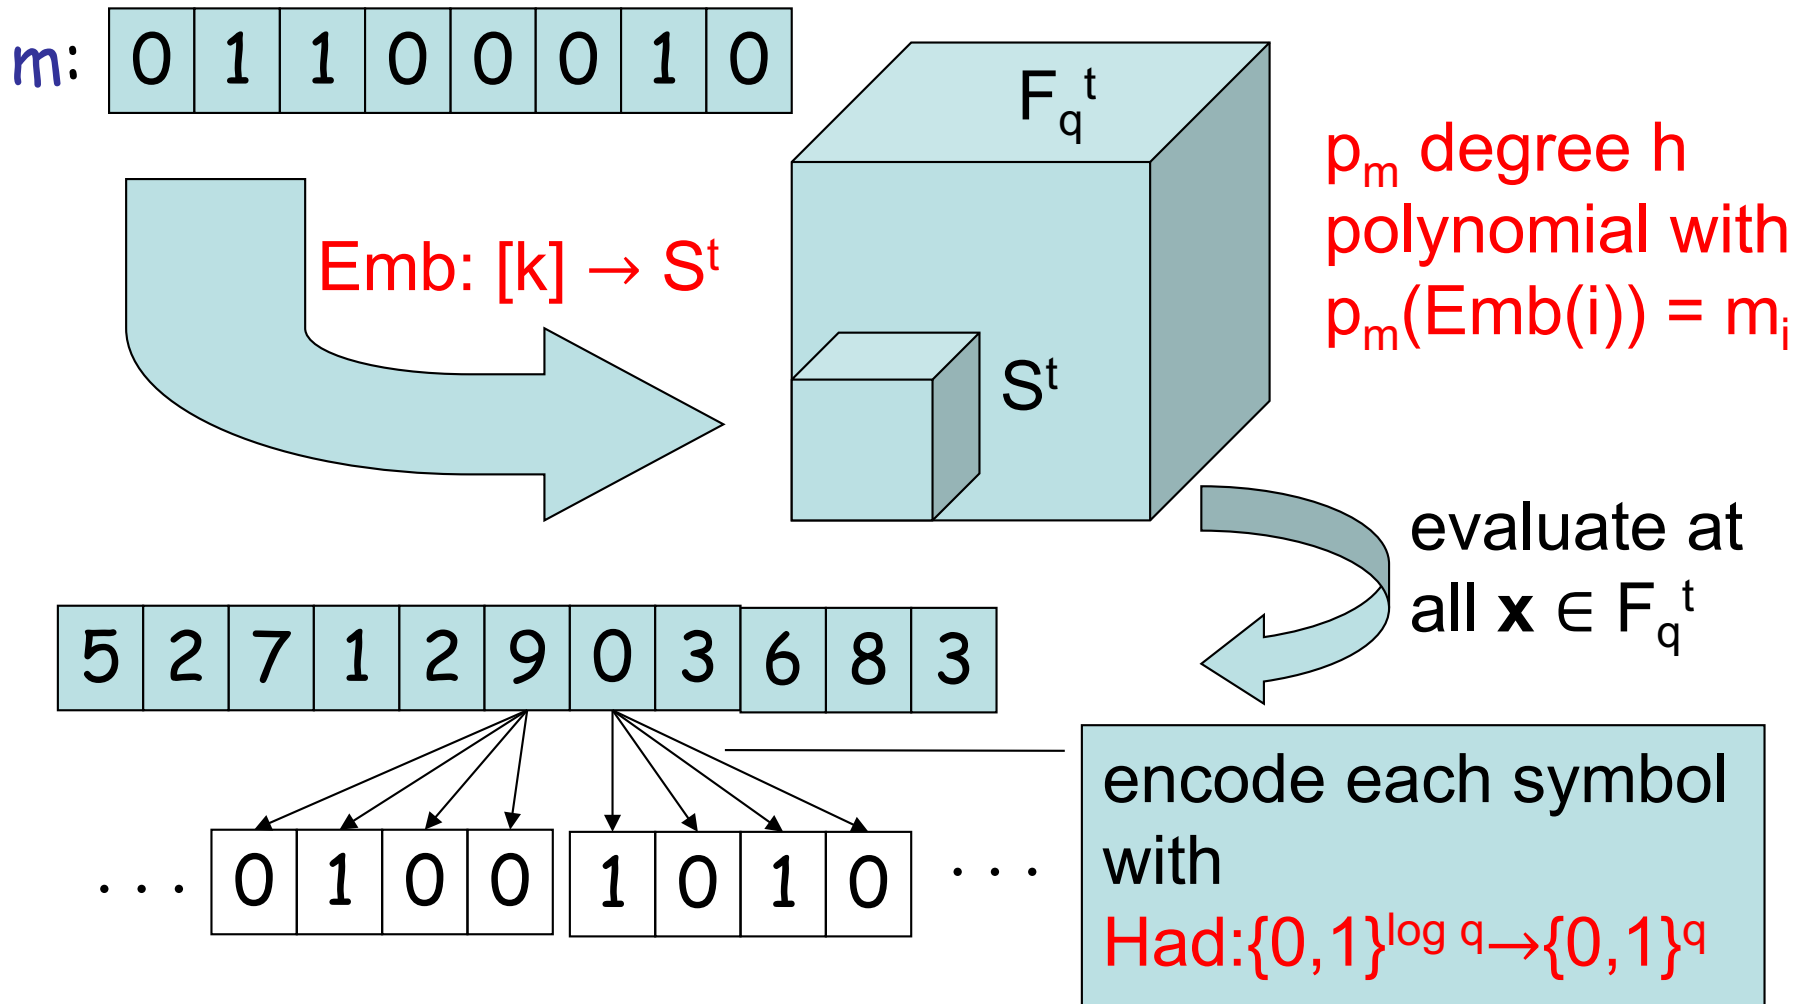 m: 0 1 1 0 0 0 1 0
F_q^t
p_m degree h
polynomial with
p_m(Emb(i)) = m_i
Emb: [k] → S^t
S^t
evaluate at
all x ∈ F_q^t
5 2 7 1 2 9 0 3 6 8 3
. . . 0 1 0 0 1 0 1 0 . . .
encode each symbol
with
Had:{0,1}^{log q}→{0,1}^q